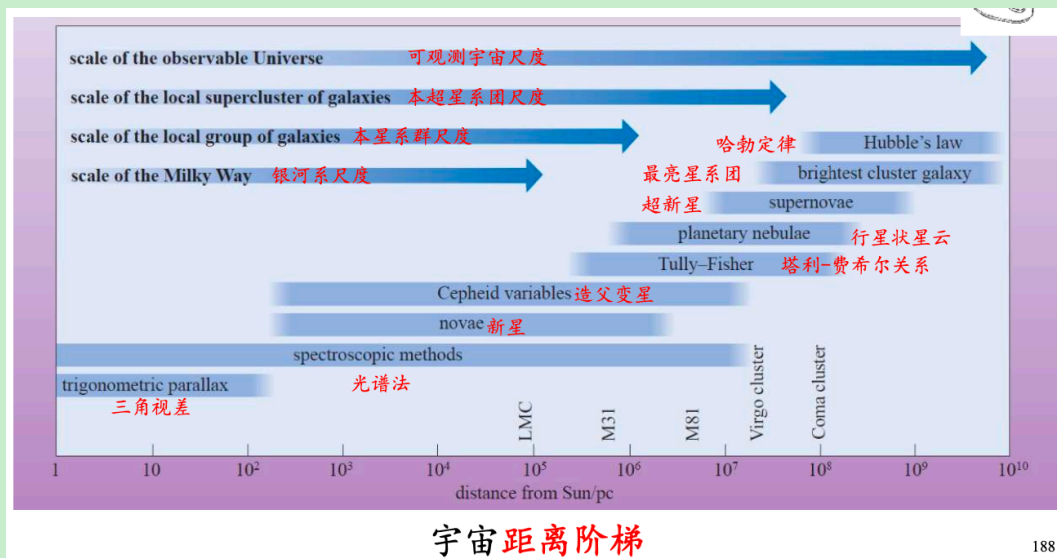 scale of the observable Universe 可观测宇宙尺度
scale of the local supercluster of galaxies 本超星系团尺度
scale of the local group of galaxies 本星系群尺度
哈勃定律 Hubble's law
scale of the Milky Way 银河系尺度
最亮星系团 brightest cluster galaxy
超新星 supernovae
planetary nebulae 行星状星云
Tully–Fisher 塔利-费希尔关系
Cepheid variables 造父变星
novae 新星
spectroscopic methods
trigonometric parallax 光谱法
三角视差
LMC
M31
M81
Virgo cluster
Coma cluster
1 10 10² 10³ 10⁴ 10⁵ 10⁶ 10⁷ 10⁸ 10⁹ 10¹⁰
distance from Sun/pc
宇宙距离阶梯
188